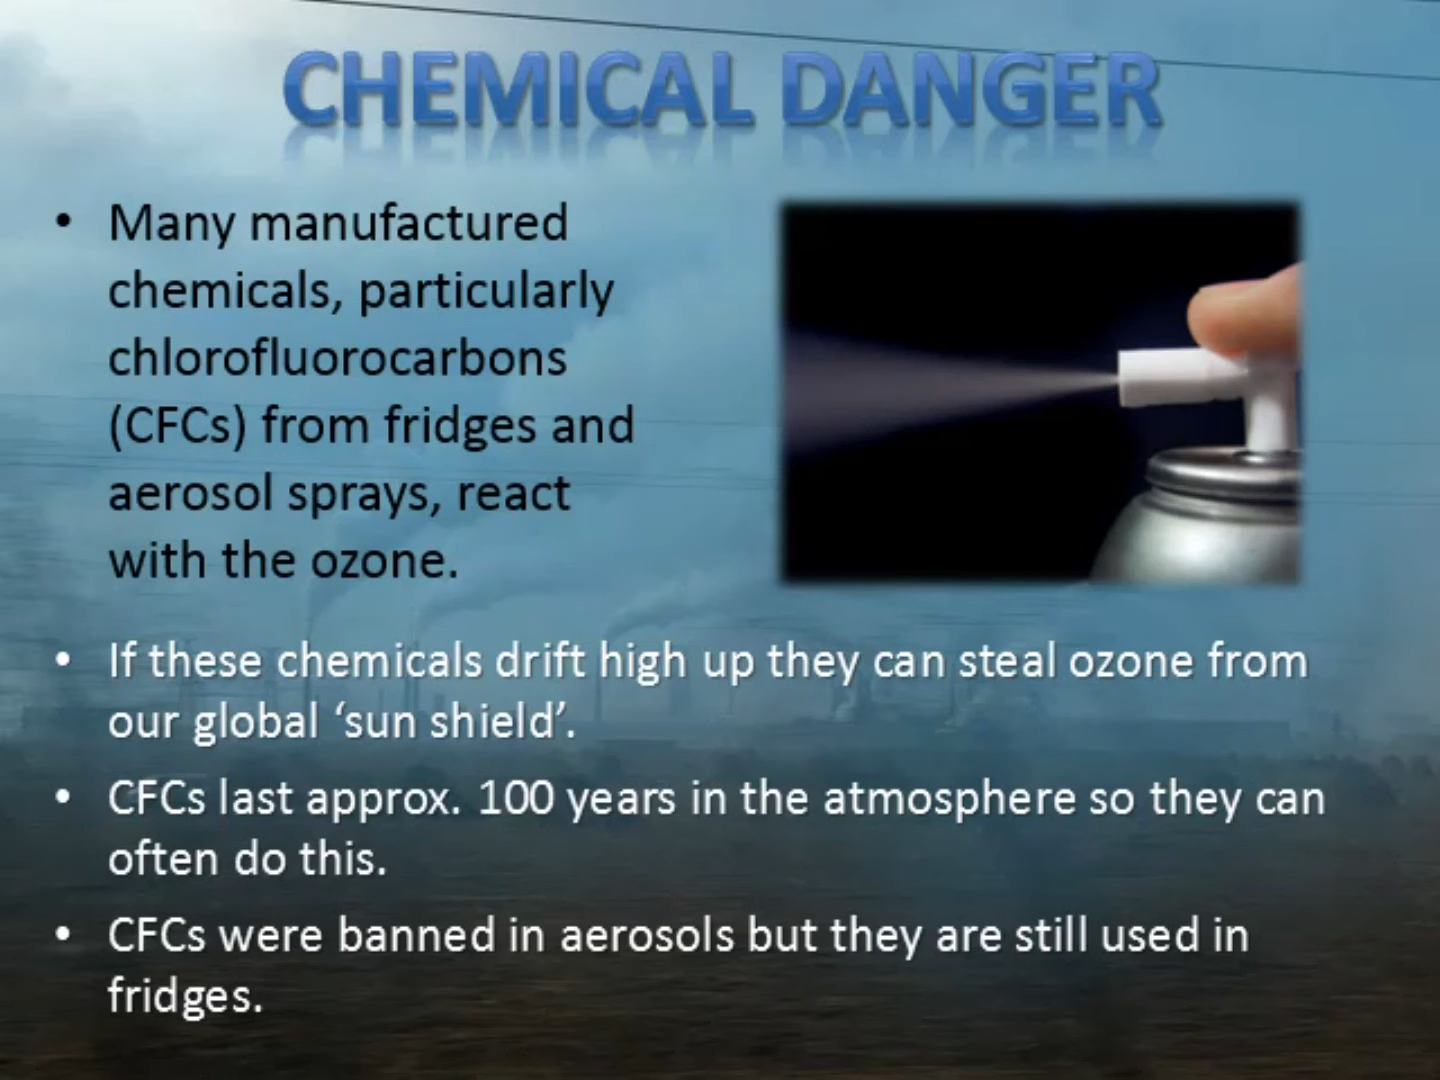 CHEMICAL DANGER
• Many manufactured
chemicals, particularly
chlorofluorocarbons
(CFCs) from fridges and
aerosol sprays, react
with the ozone.
• If these chemicals drift high up they can steal ozone from
our global ‘sun shield’.
• CFCs last approx. 100 years in the atmosphere so they can
often do this.
• CFCs were banned in aerosols but they are still used in
fridges.